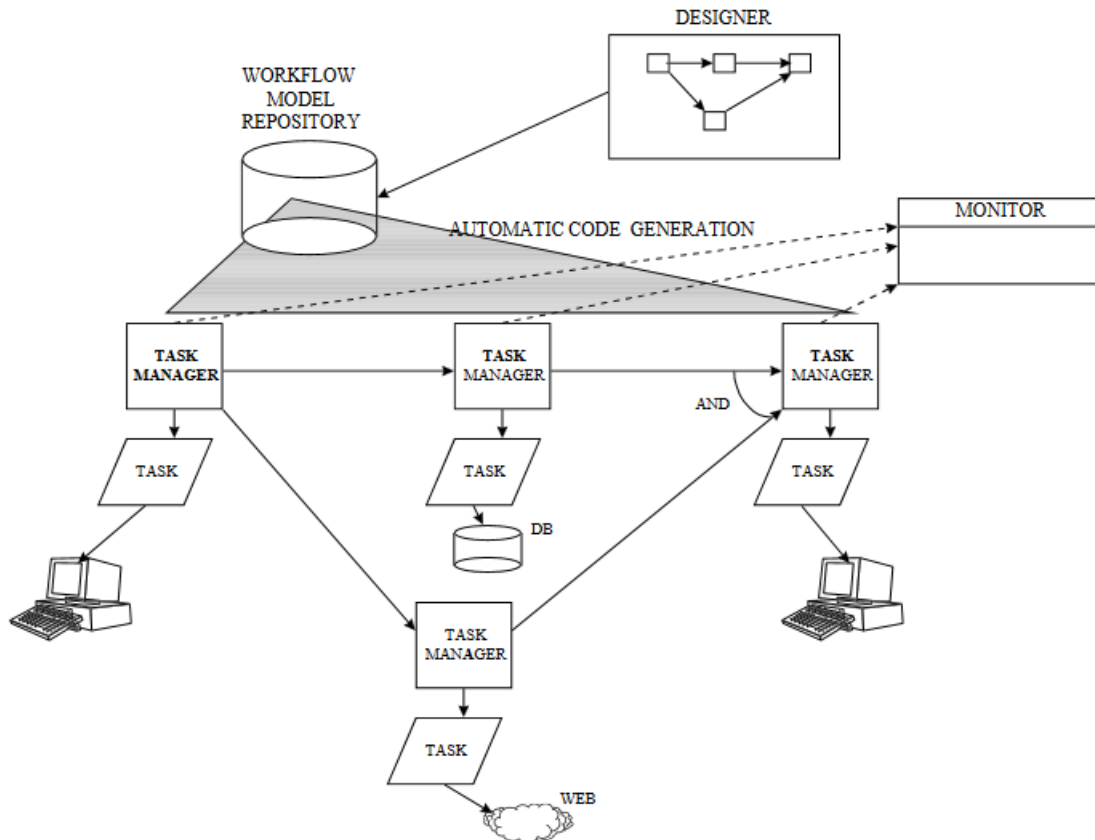 DESIGNER
WORKFLOW
MODEL
REPOSITORY
MONITOR
AUTOMATIC CODE GENERATION
TASK
MANAGER
TASK
MANAGER
TASK
MANAGER
AND
TASK
TASK
TASK
DB
TASK
MANAGER
TASK
WEB